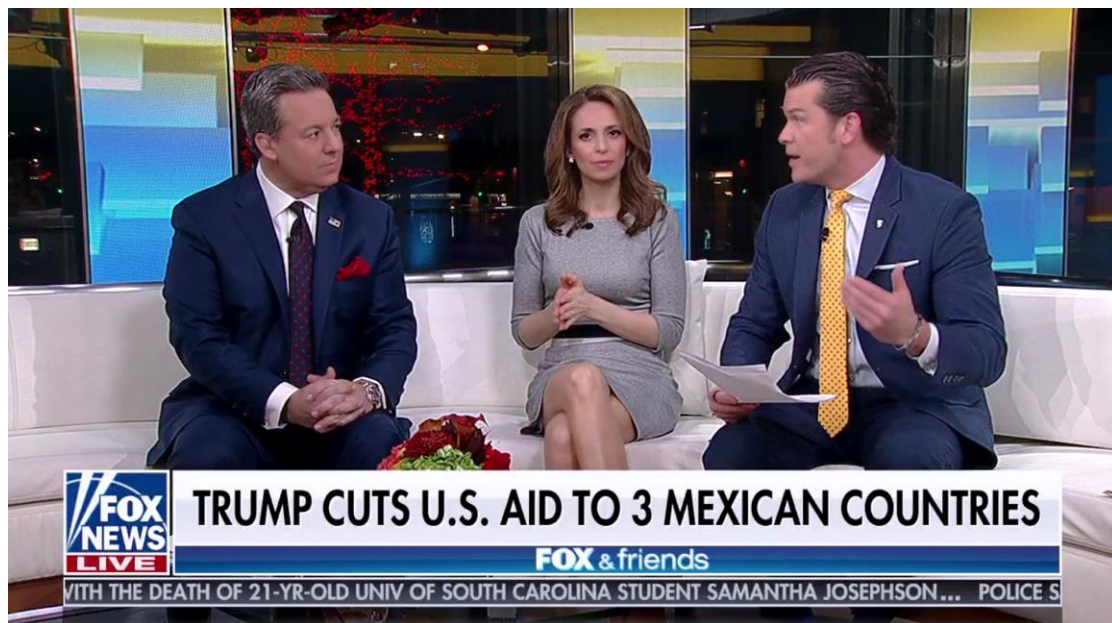 TRUMP CUTS U.S. AID TO 3 MEXICAN COUNTRIES
FOX
NEWS
LIVE
FOX & friends
WITH THE DEATH OF 21-YR-OLD UNIV OF SOUTH CAROLINA STUDENT SAMANTHA JOSEPHSON... POLICE S